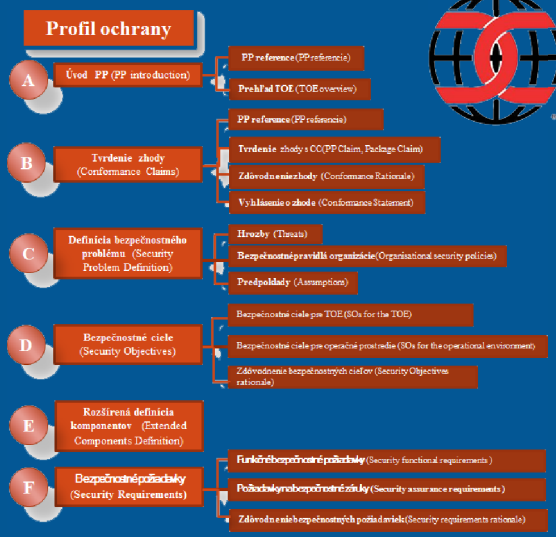 Profil ochrany
A
Úvod PP (PP introduction)
PP reference (PP referencie)
Prehľad TOE (TOE overview)
B
Tvrdenie zhody
(Conformance Claims)
PP reference (PP referencie)
Tvrdenie zhody s CC(PP Claim, Package Claim)
Zdôvodnenie zhody (Conformance Rationale)
Vyhlásenie o zhode (Conformance Statement)
C
Definícia bezpečnostného
problému (Security
Problem Definition)
Hrozby (Threats)
Bezpečnostné pravidlá organizácie (Organisational security policies)
Predpoklady (Assumptions)
D
Bezpečnostné ciele
(Security Objectives)
Bezpečnostné ciele pre TOE (SOs for the TOE)
Bezpečnostné ciele pre operačné prostredie (SOs for the operational environment)
Zdôvodnenie bezpečnostných cieľov (Security Objectives
rationale)
E
Rozšírená definícia
komponentov (Extended
Components Definition)
F
Bezpečnostné požiadavky
(Security Requirements)
Funkčné bezpečnostné požiadavky (Security functional requirements )
Požiadavky na bezpečnostné záruky (Security assurance requirements )
Zdôvodnenie bezpečnostných požiadaviek (Security requirements rationale)